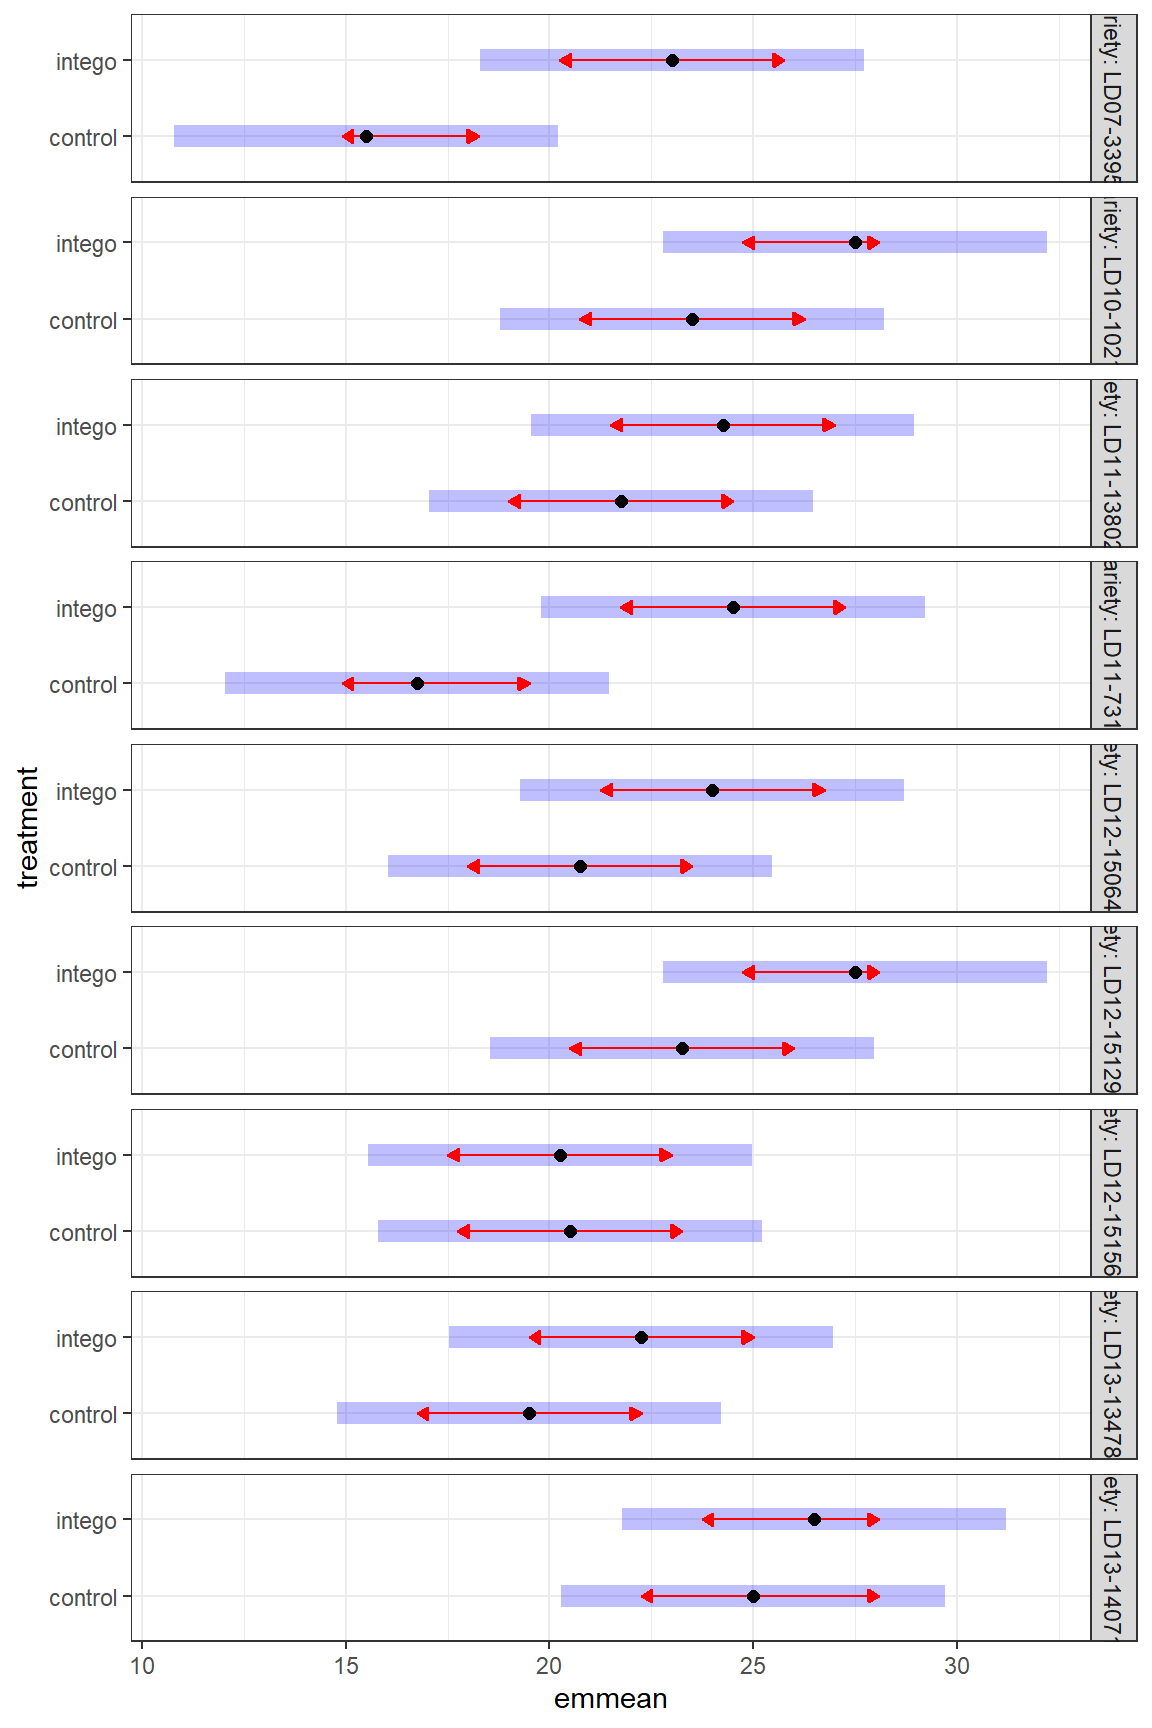 intego
control
riety: LD07-3395
intego
control
riety: LD10-102
intego
control
ety: LD11-13802
intego
control
ariety: LD11-731
intego
control
ety: LD12-15064
intego
control
ety: LD12-15129
intego
control
ety: LD12-15156
intego
control
ety: LD13-13478
intego
control
ety: LD13-1407
treatment
10 15 20 25 30
emmean